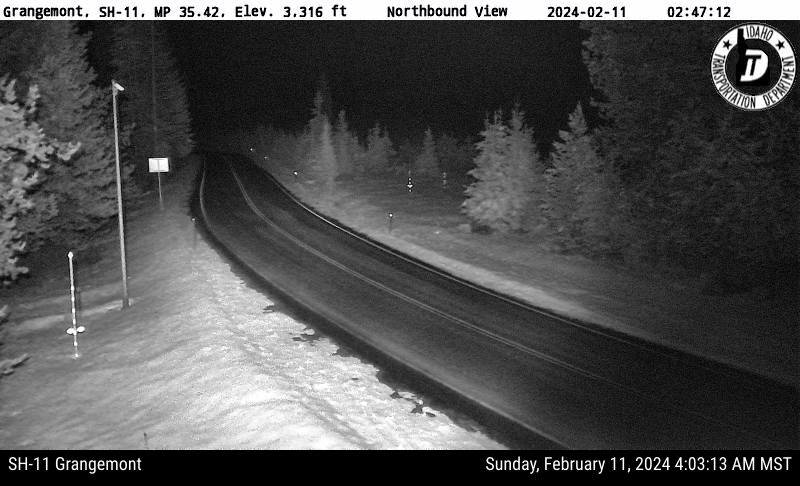 Grangemont, SH-11, MP 35.42, Elev. 3,316 ft Northbound View 2024-02-11 02:47:12
IDAHO
TRANSPORTATION DEPARTMENT
SH-11 Grangemont Sunday, February 11, 2024 4:03:13 AM MST